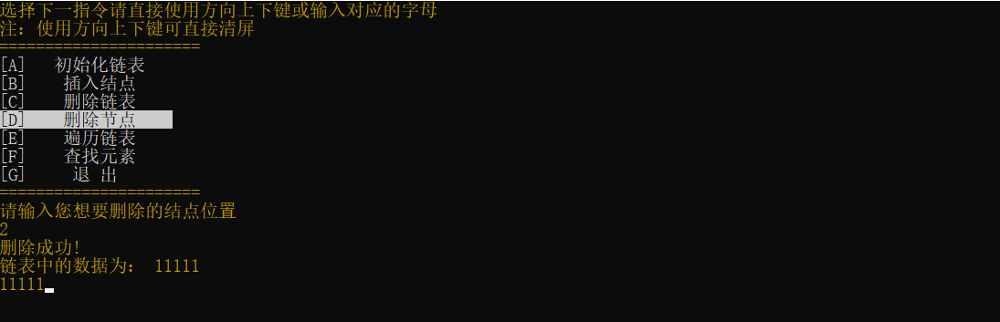 选择下一指令请直接使用方向上下键或输入对应的字母
注：使用方向上下键可直接清屏
======================
[A]   初始化链表
[B]    插入结点
[C]    删除链表
[D]    删除节点
[E]    遍历链表
[F]    查找元素
[G]     退 出
======================
请输入您想要删除的结点位置
2
删除成功!
链表中的数据为： 11111
11111